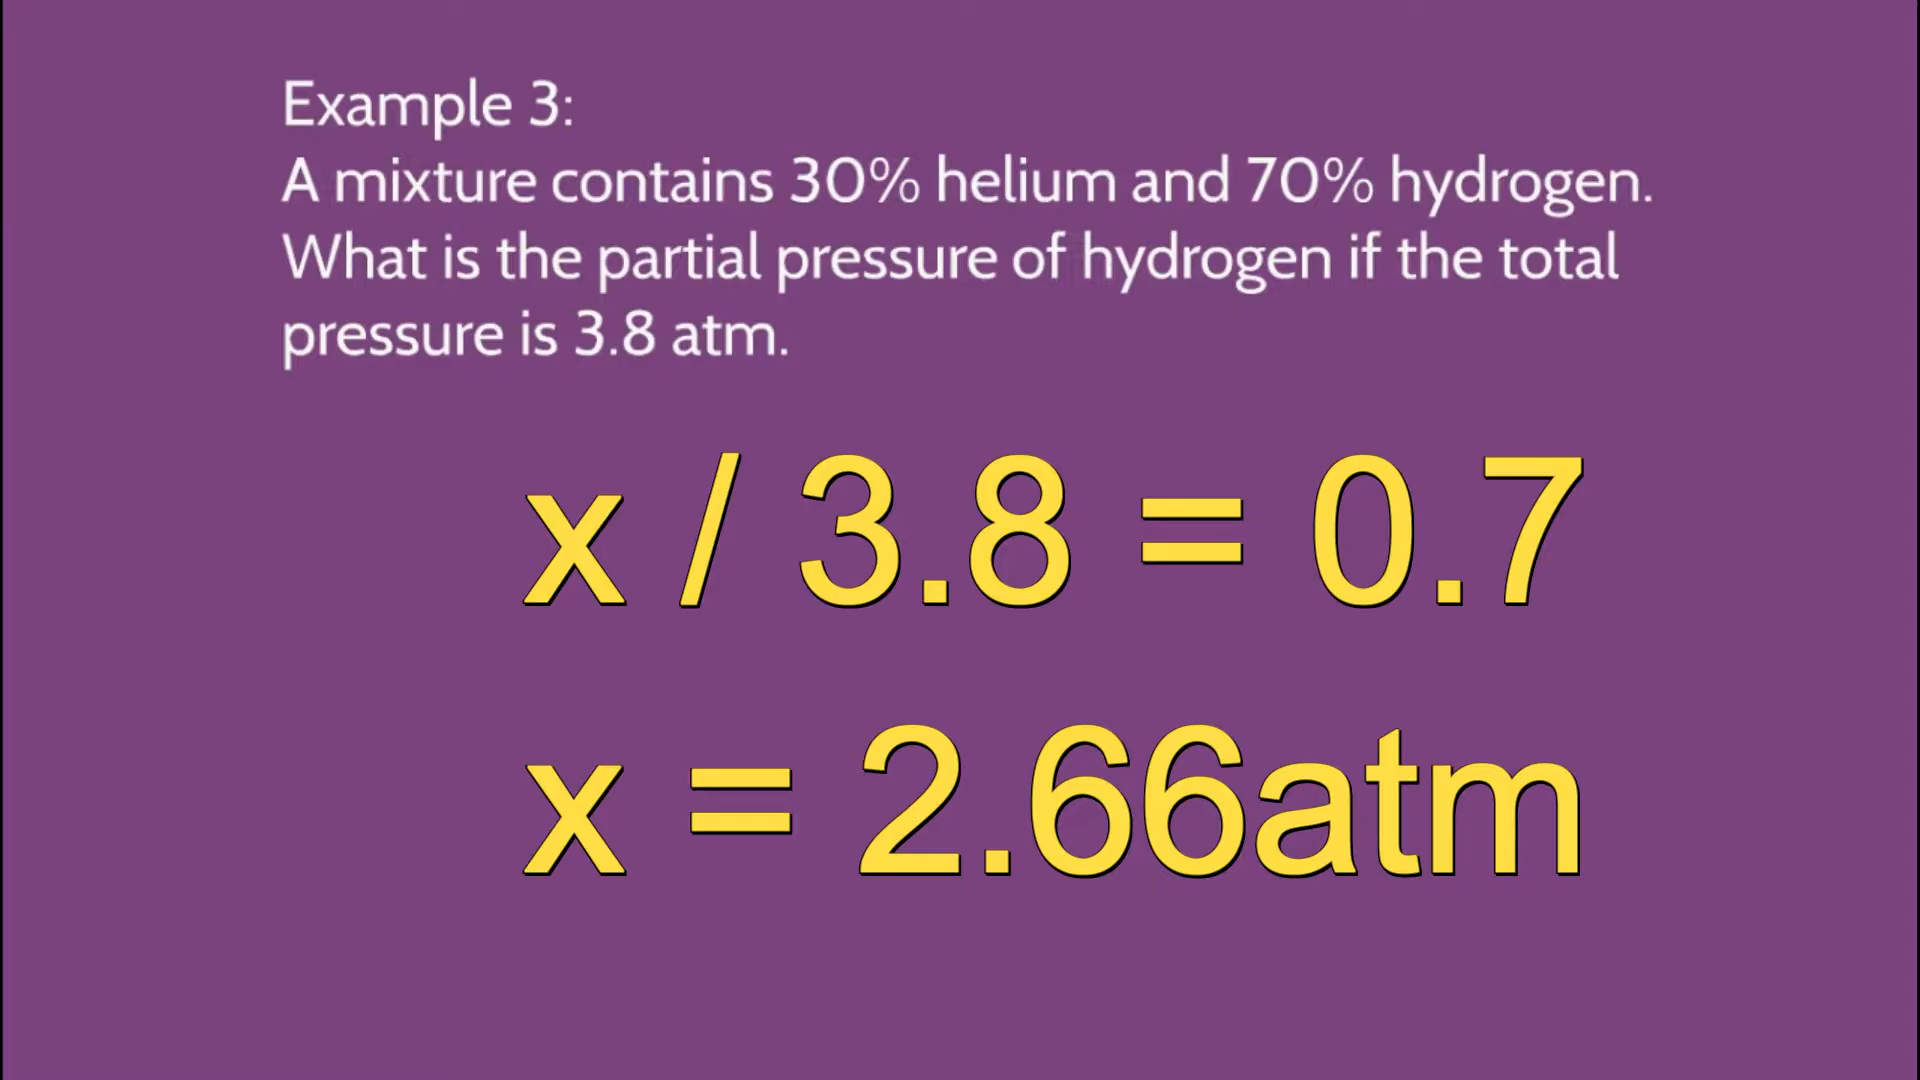 Example 3:
A mixture contains 30% helium and 70% hydrogen.
What is the partial pressure of hydrogen if the total
pressure is 3.8 atm.
x / 3.8 = 0.7
x = 2.66atm